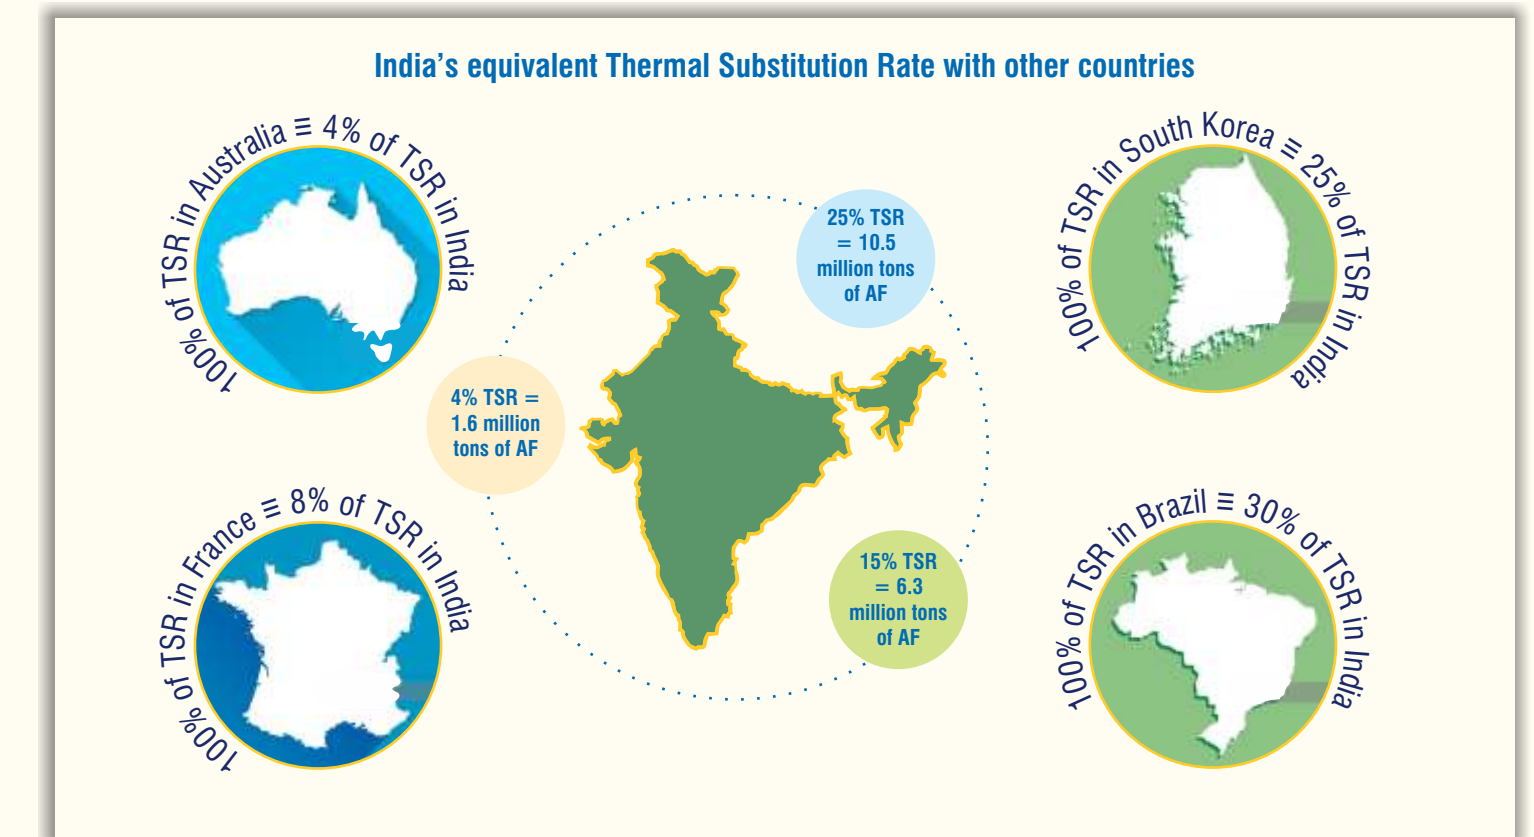 India’s equivalent Thermal Substitution Rate with other countries
100% of TSR in Australia ≡ 4% of TSR in India
100% of TSR in South Korea ≡ 25% of TSR in India
25% TSR
= 10.5
million tons
of AF
4% TSR =
1.6 million
tons of AF
100% of TSR in France ≡ 8% of TSR in India
100% of TSR in Brazil ≡ 30% of TSR in India
15% TSR
= 6.3
million tons
of AF